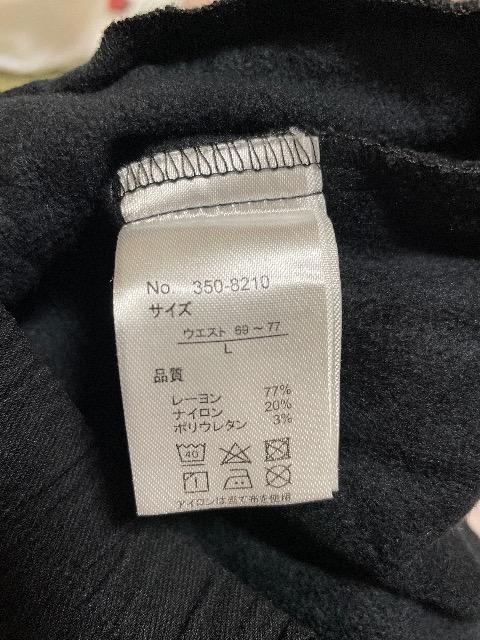 No 350-8210
サイズ
ウエスト 69～77
L
品質
レーヨン 77%
ナイロン 20%
ポリウレタン 3%
40
アイロンは当て布を使用